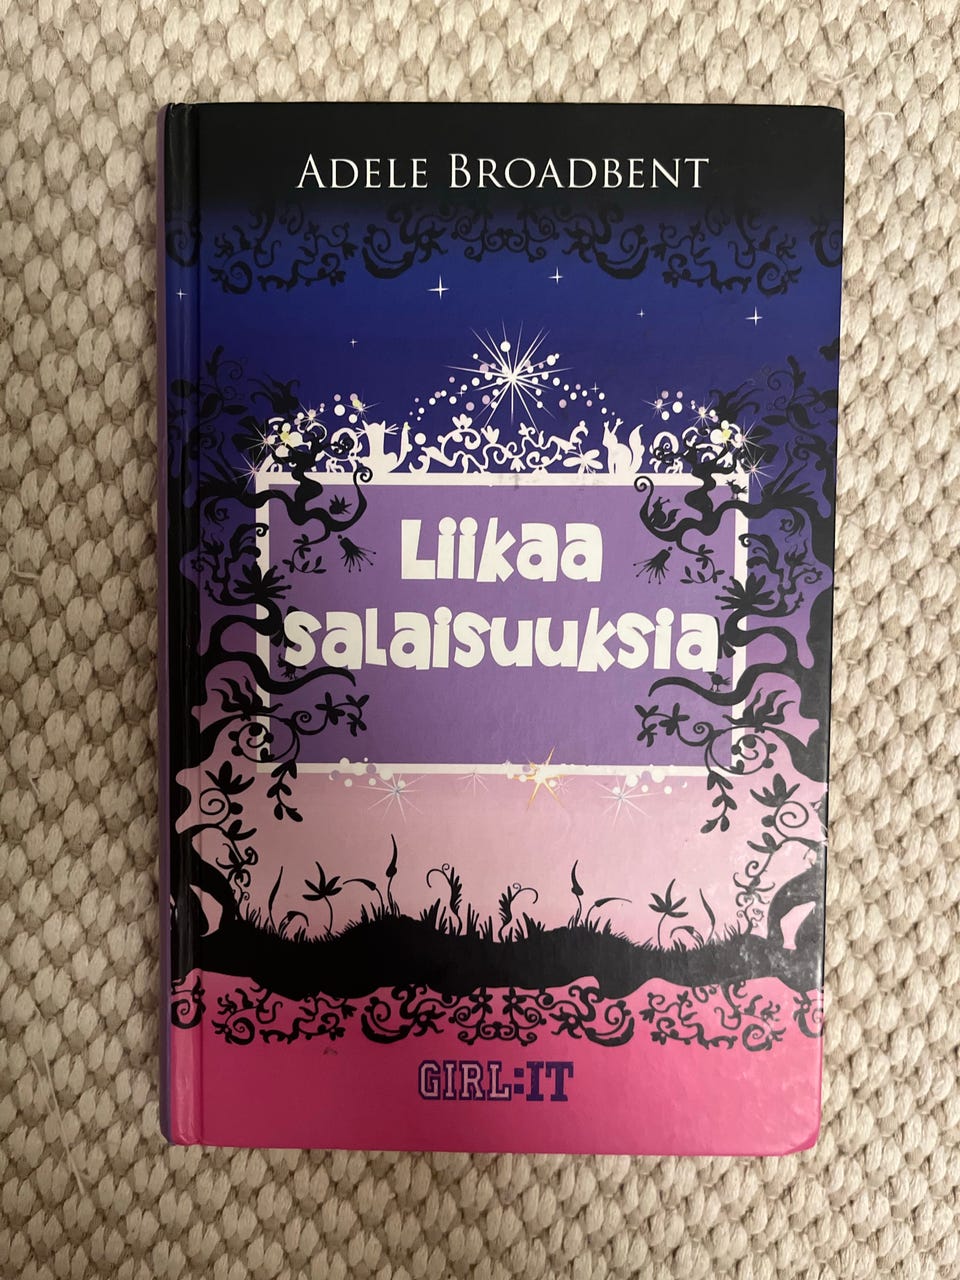 Adele Broadbent
Liikaa
salaisuuksia
GIRL:IT